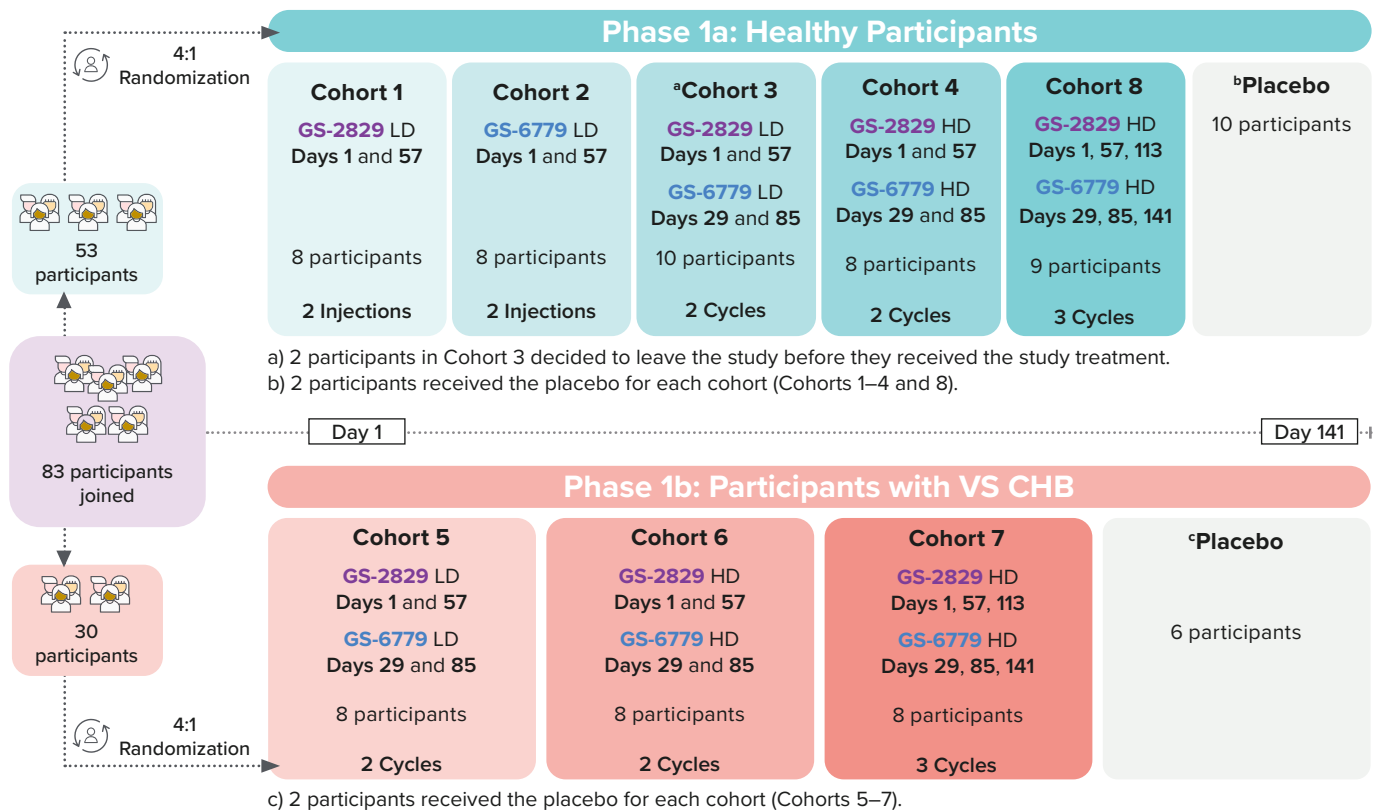 4:1
Randomization
Phase 1a: Healthy Participants
Cohort 1
GS-2829 LD
Days 1 and 57
8 participants
2 Injections
Cohort 2
GS-6779 LD
Days 1 and 57
8 participants
2 Injections
ᵃCohort 3
GS-2829 LD
Days 1 and 57
GS-6779 LD
Days 29 and 85
10 participants
2 Cycles
Cohort 4
GS-2829 HD
Days 1 and 57
GS-6779 HD
Days 29 and 85
8 participants
2 Cycles
Cohort 8
GS-2829 HD
Days 1, 57, 113
GS-6779 HD
Days 29, 85, 141
9 participants
3 Cycles
ᵇPlacebo
10 participants
53
participants
a) 2 participants in Cohort 3 decided to leave the study before they received the study treatment.
b) 2 participants received the placebo for each cohort (Cohorts 1–4 and 8).
83 participants
joined
Day 1
Day 141
Phase 1b: Participants with VS CHB
Cohort 5
GS-2829 LD
Days 1 and 57
GS-6779 LD
Days 29 and 85
8 participants
2 Cycles
Cohort 6
GS-2829 HD
Days 1 and 57
GS-6779 HD
Days 29 and 85
8 participants
2 Cycles
Cohort 7
GS-2829 HD
Days 1, 57, 113
GS-6779 HD
Days 29, 85, 141
8 participants
3 Cycles
ᶜPlacebo
6 participants
30
participants
4:1
Randomization
c) 2 participants received the placebo for each cohort (Cohorts 5–7).